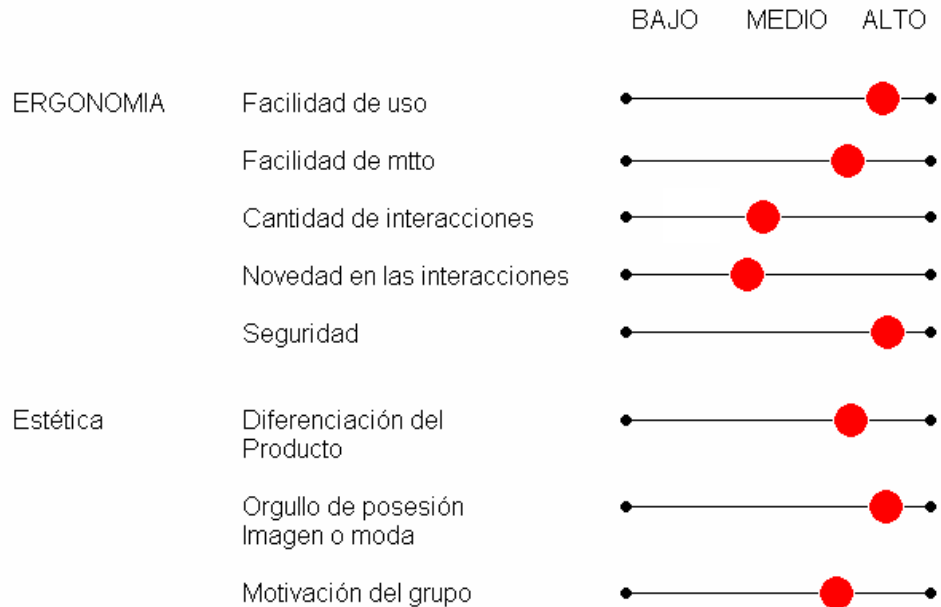 BAJO MEDIO ALTO
ERGONOMIA Facilidad de uso
Facilidad de mtto
Cantidad de interacciones
Novedad en las interacciones
Seguridad
Estética Diferenciación del
Producto
Orgullo de posesión
Imagen o moda
Motivación del grupo